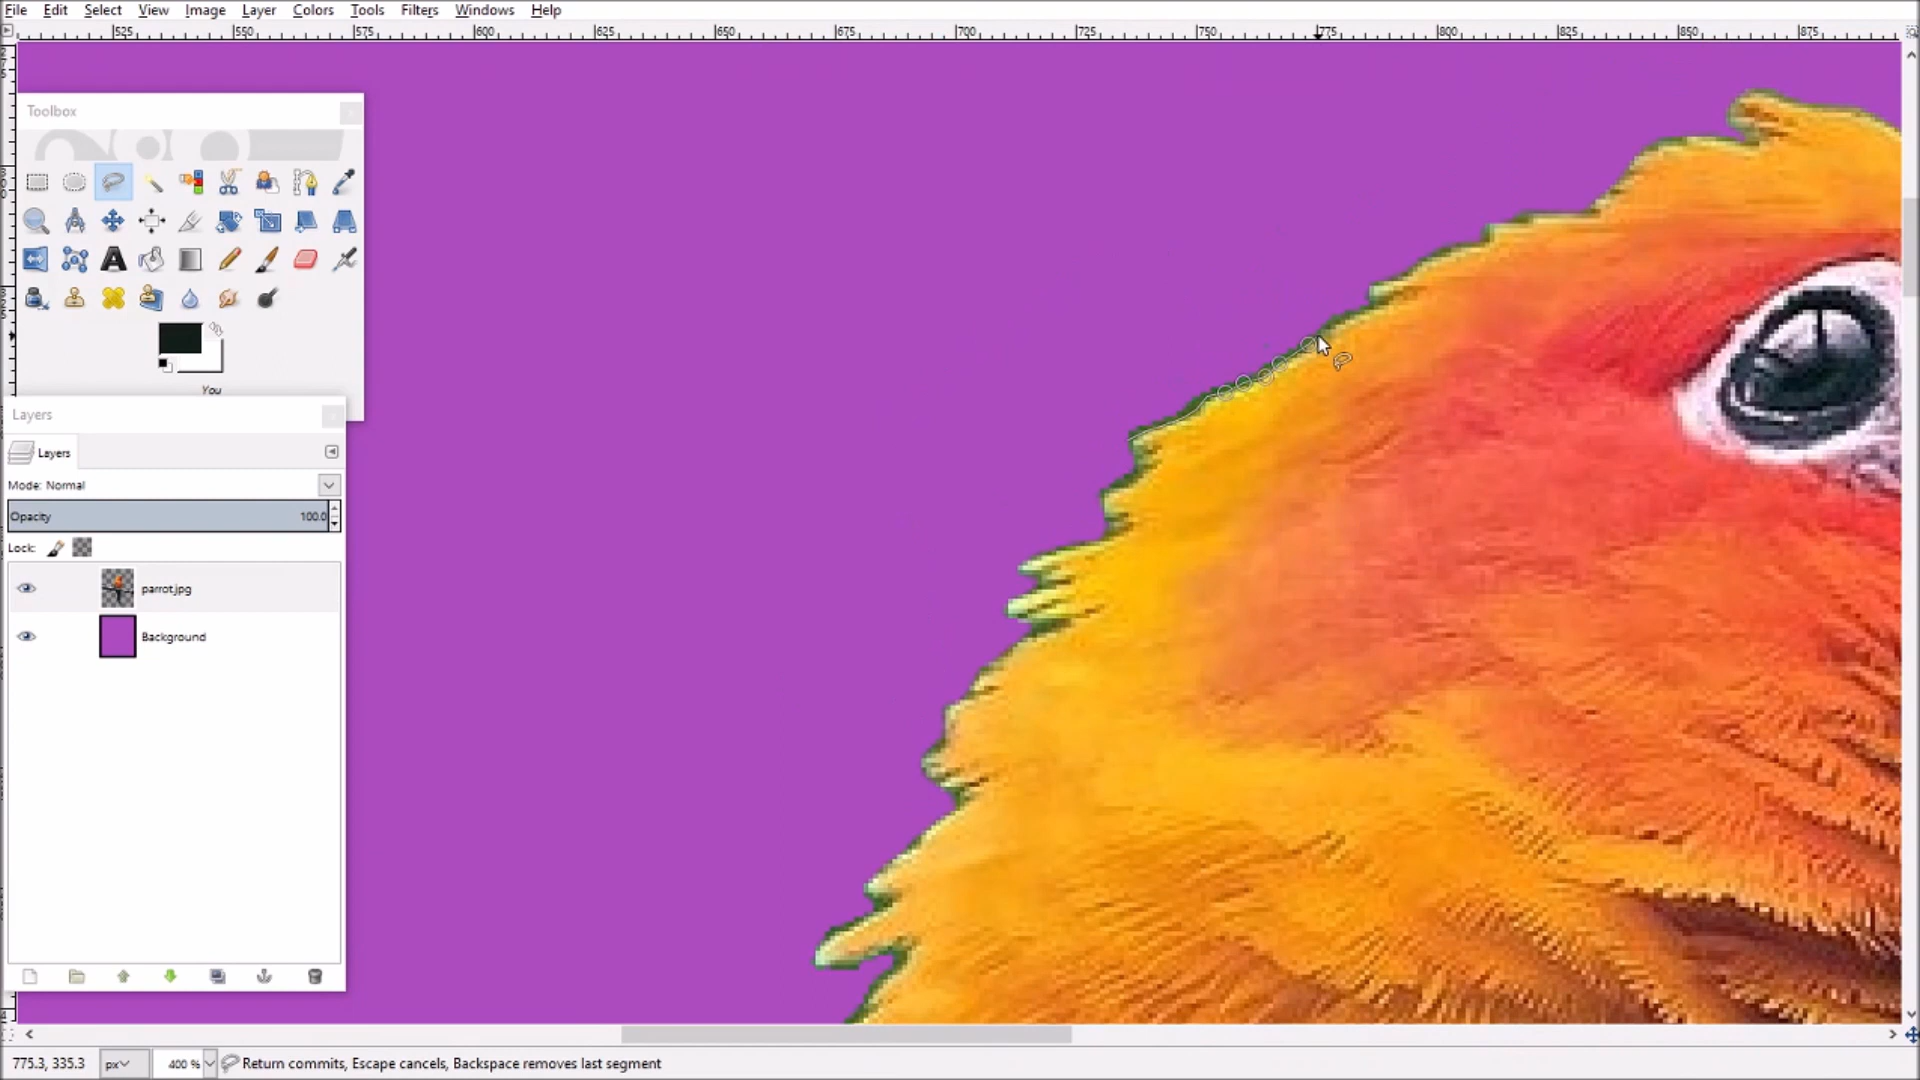 File Edit Select View Image Layer Colors Tools Filters Windows Help
525 550 575 600 625 650 675 700 725 750 775 800 825 850 875
Toolbox
You
Layers
Layers
Mode: Normal
Opacity 100.0
Lock:
parrot.jpg
Background
775.3, 335.3 px 400 % Return commits, Escape cancels, Backspace removes last segment